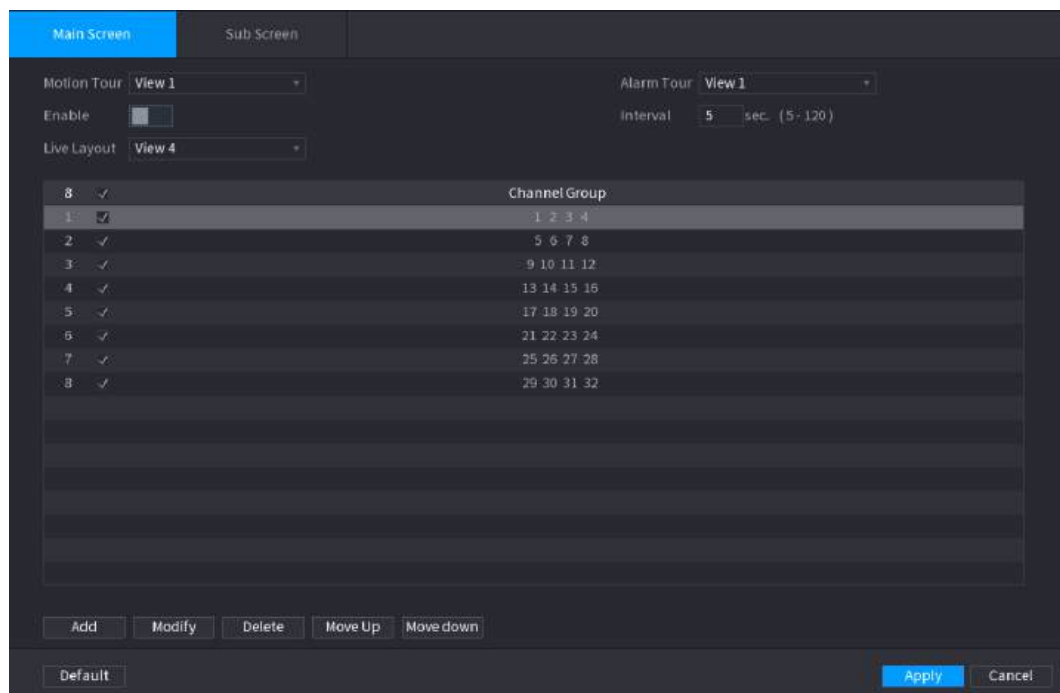 Main Screen Sub Screen
Motion Tour View 1 Alarm Tour View 1
Enable Interval 5 sec. (5-120)
Live Layout View 4
8 Channel Group
1 1 2 3 4
2 5 6 7 8
3 9 10 11 12
4 13 14 15 16
5 17 18 19 20
6 21 22 23 24
7 25 26 27 28
8 29 30 31 32
Add Modify Delete Move Up Move down
Default Apply Cancel